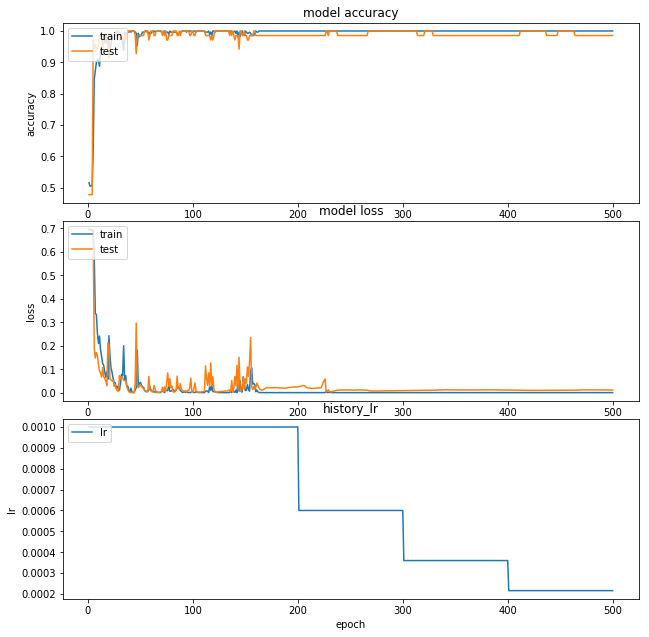 model accuracy
1.0
0.9
0.8
0.7
0.6
0.5
accuracy
train
test
0 100 200 300 400 500
model loss
0.7
0.6
0.5
0.4
0.3
0.2
0.1
0.0
loss
train
test
0 100 200 300 400 500
history_lr
0.0010
0.0009
0.0008
0.0007
0.0006
0.0005
0.0004
0.0003
0.0002
lr
lr
0 100 200 300 400 500
epoch